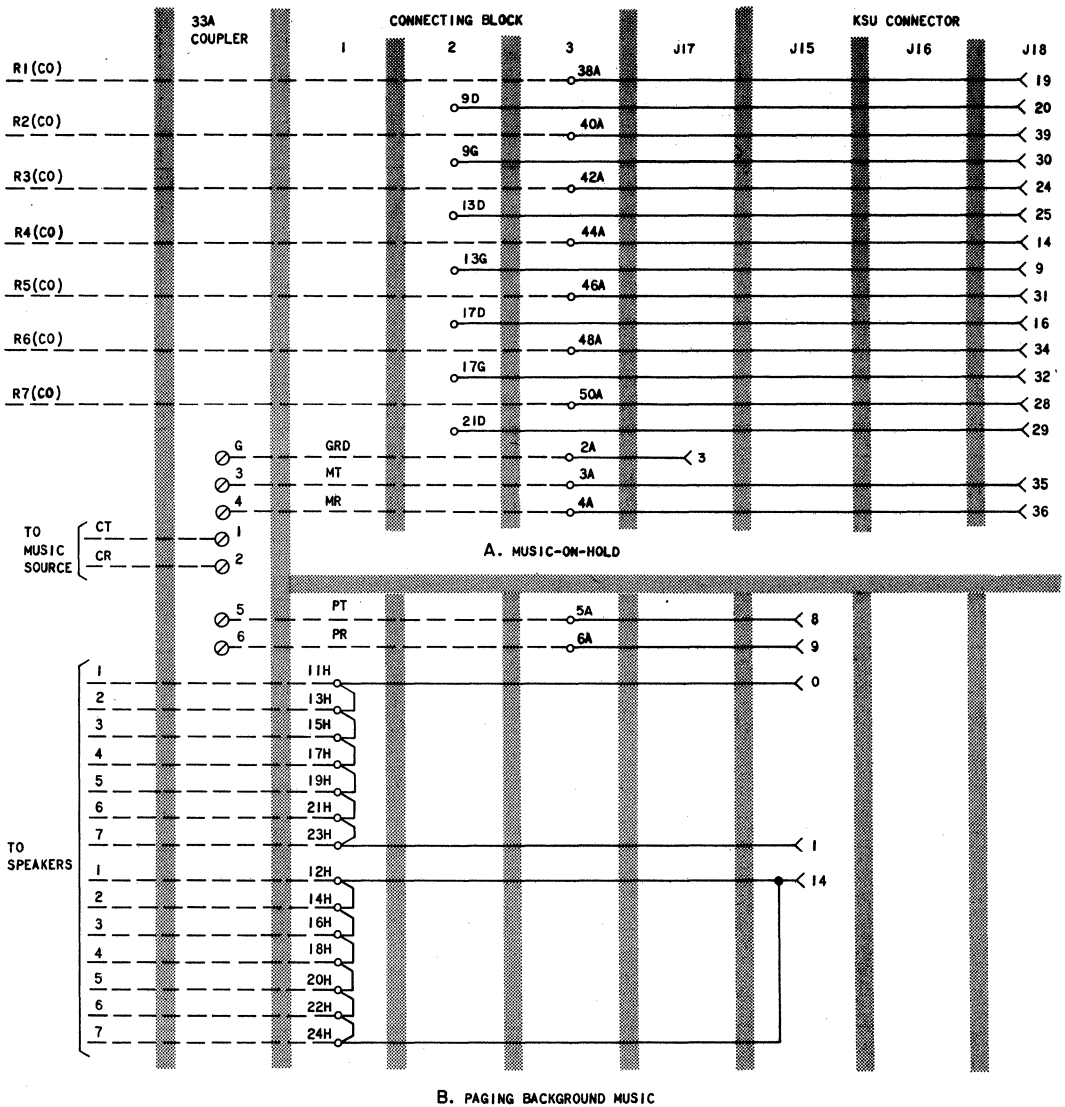 33A COUPLER CONNECTING BLOCK KSU CONNECTOR
1 2 3 J17 J15 J16 J18
R1(CO) 38A 19
9D 20
R2(CO) 40A 39
9G 30
R3(CO) 42A 24
13D 25
R4(CO) 44A 14
13G 9
R5(CO) 46A 31
17D 16
R6(CO) 48A 34
17G 32
R7(CO) 50A 28
21D 29
G GRD 2A 3
3 MT 3A 35
4 MR 4A 36
TO MUSIC SOURCE
CT 1
CR 2
A. MUSIC-ON-HOLD
5 PT 5A 8
6 PR 6A 9
TO SPEAKERS
1 11H 0
2 13H
3 15H
4 17H
5 19H
6 21H
7 23H 1
1 12H 14
2 14H
3 16H
4 18H
5 20H
6 22H
7 24H
B. PAGING BACKGROUND MUSIC